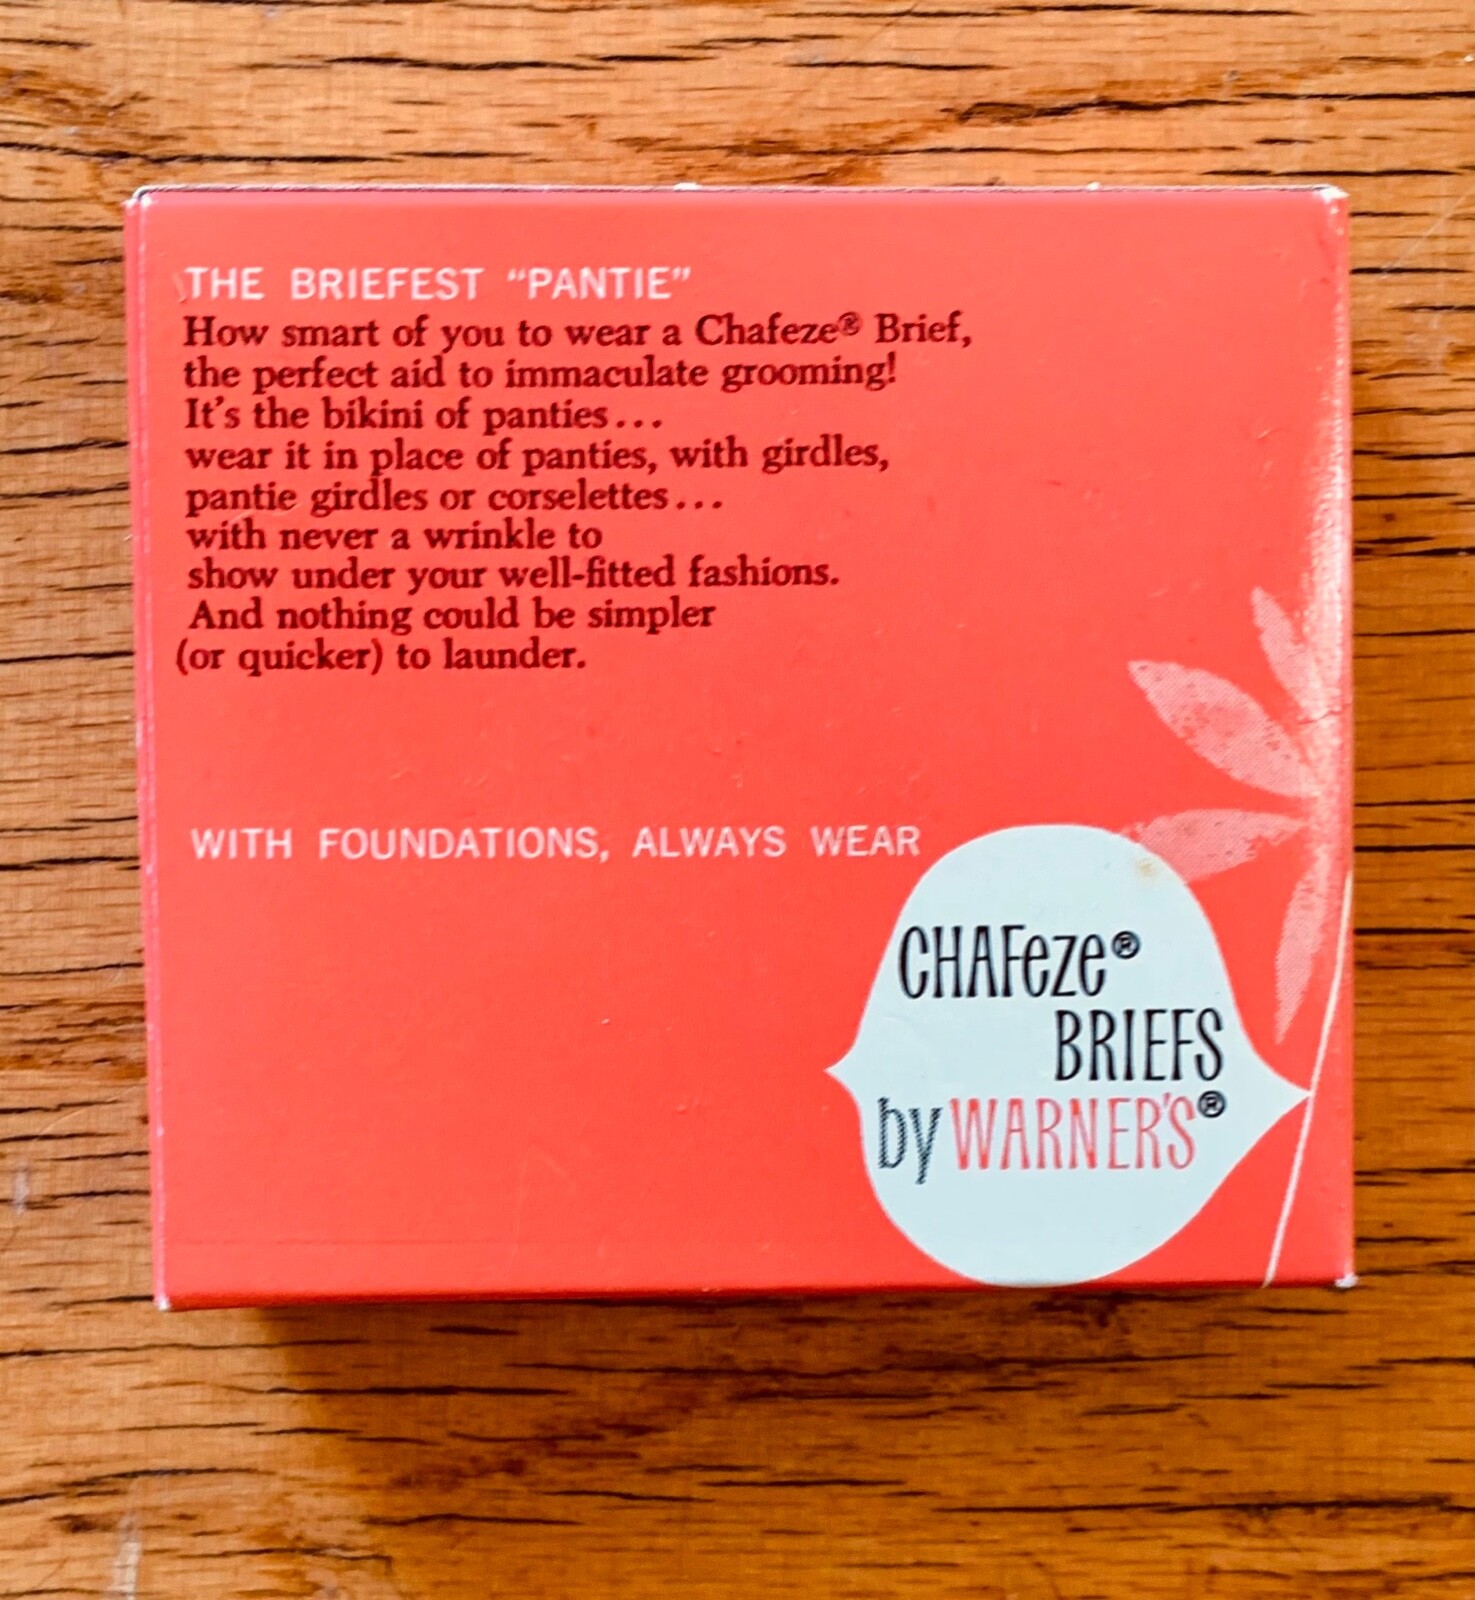 THE BRIEFEST “PANTIE”
How smart of you to wear a Chafeze® Brief,
the perfect aid to immaculate grooming!
It’s the bikini of panties...
wear it in place of panties, with girdles,
pantie girdles or corselettes...
with never a wrinkle to
show under your well-fitted fashions.
And nothing could be simpler
(or quicker) to launder.
WITH FOUNDATIONS, ALWAYS WEAR
CHAFeze®
BRIEFS
by WARNER’S®